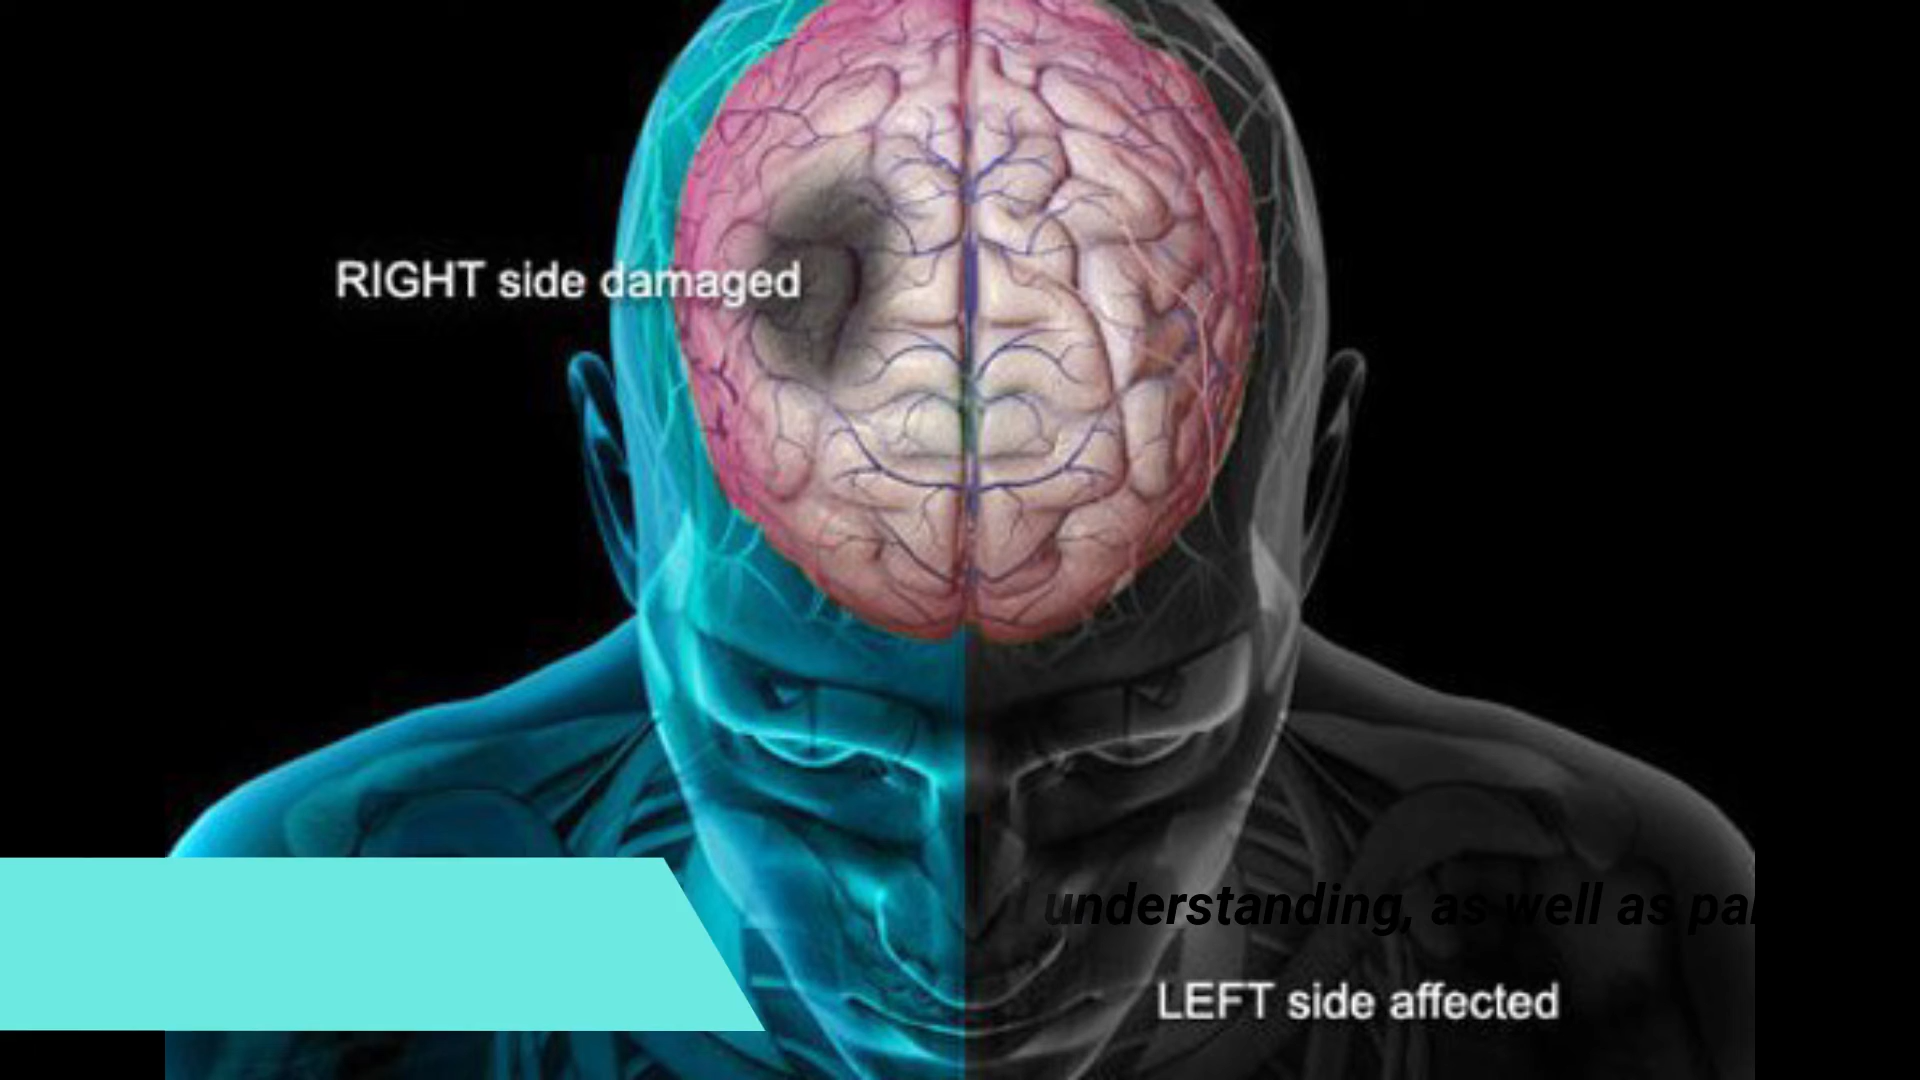 RIGHT side damaged
understanding, as well as
LEFT side affected